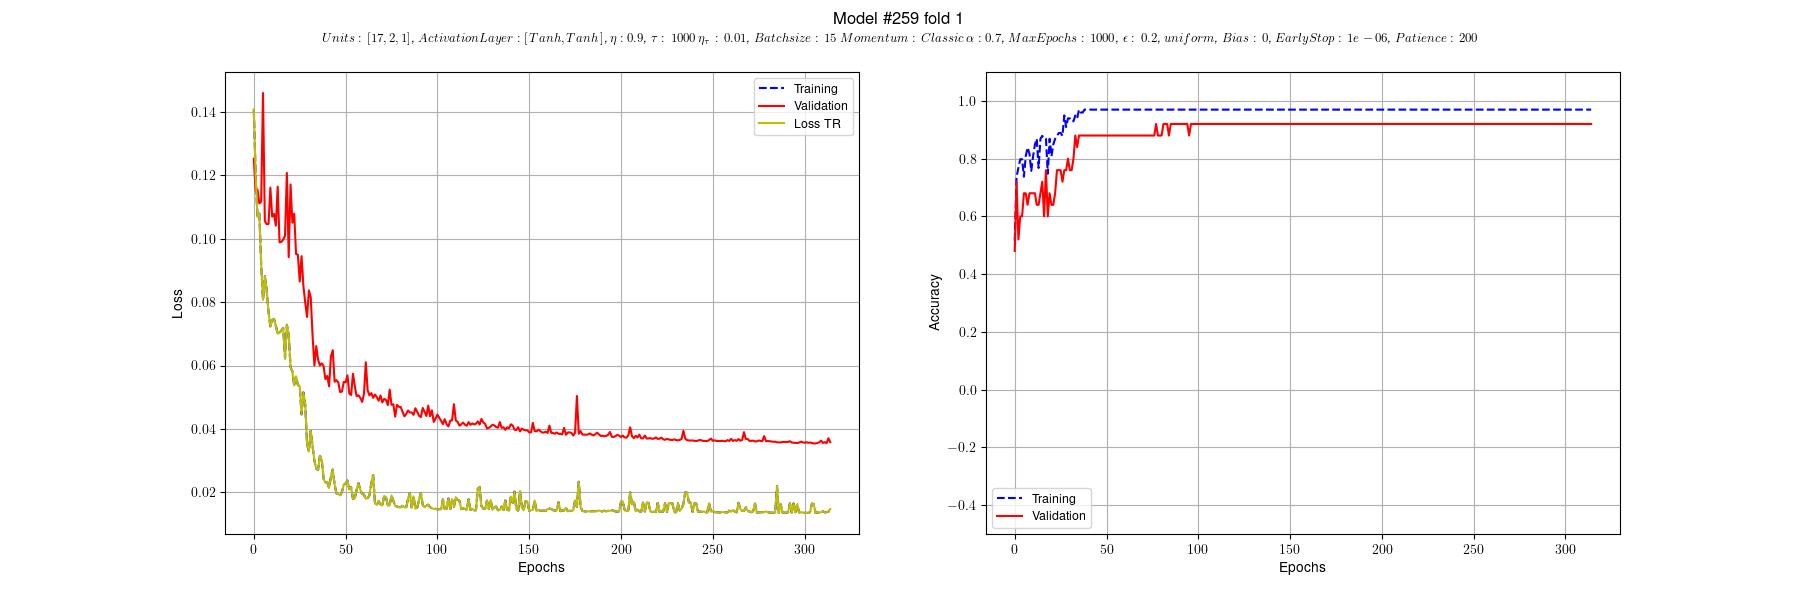 Model #259 fold 1
Units : [17, 2, 1], ActivationLayer : [Tanh, Tanh], η : 0.9, τ : 1000 ητ : 0.01, Batchsize : 15 Momentum : Classic α : 0.7, MaxEpochs : 1000, ϵ : 0.2, uniform, Bias : 0, EarlyStop : 1e − 06, Patience : 200
Training
Validation
Loss TR
0.14
0.12
0.10
0.08
0.06
0.04
0.02
Loss
0 50 100 150 200 250 300
Epochs
1.0
0.8
0.6
0.4
0.2
0.0
−0.2
−0.4
Accuracy
Training
Validation
0 50 100 150 200 250 300
Epochs